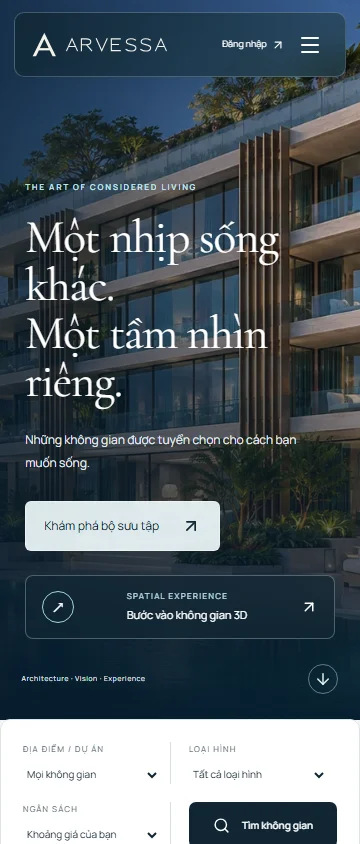 ARVESSA
Đăng nhập
THE ART OF CONSIDERED LIVING
Một nhịp sống
khác.
Một tầm nhìn
riêng.
Những không gian được tuyển chọn cho cách bạn
muốn sống.
Khám phá bộ sưu tập
SPATIAL EXPERIENCE
Bước vào không gian 3D
Architecture · Vision · Experience
ĐỊA ĐIỂM / DỰ ÁN
Mọi không gian
LOẠI HÌNH
Tất cả loại hình
NGÂN SÁCH
Khoảng giá của bạn
Tìm không gian